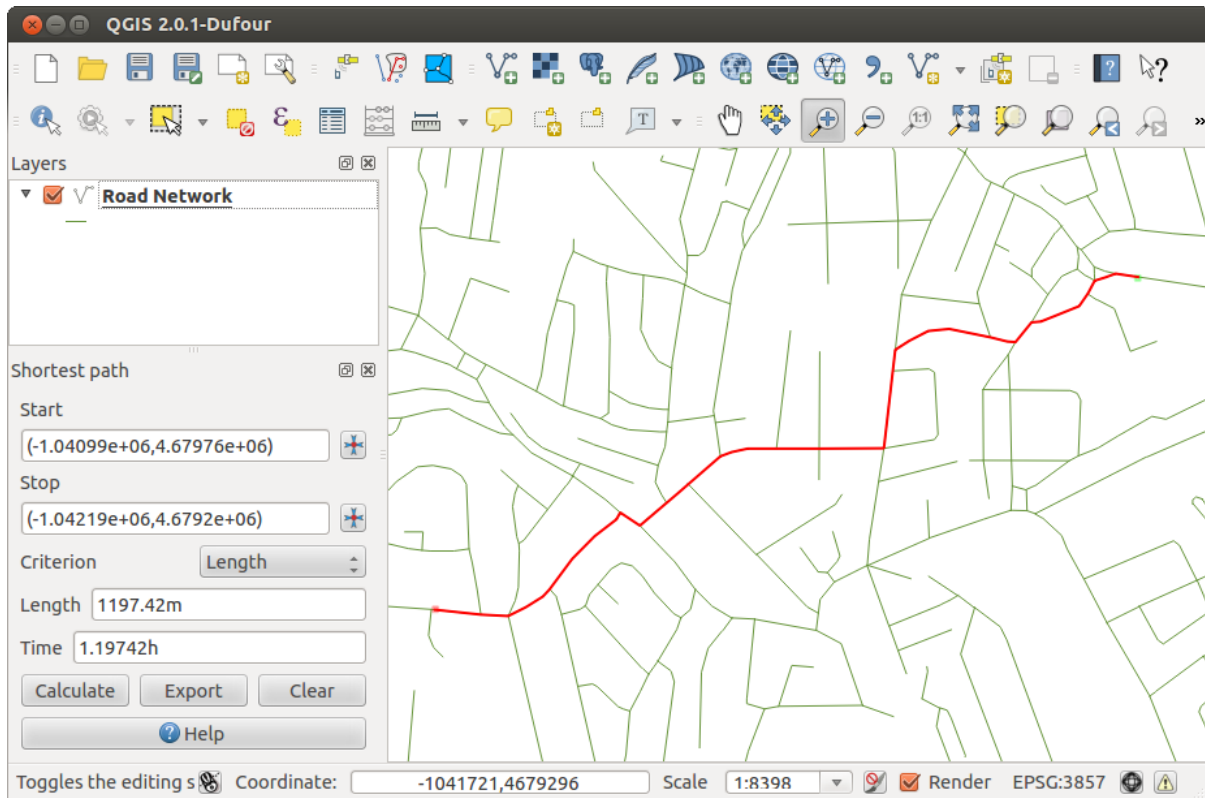 QGIS 2.0.1-Dufour
1:1
T
?
?
»
Layers
Road Network
Shortest path
Start
(-1.04099e+06,4.67976e+06)
Stop
(-1.04219e+06,4.6792e+06)
Criterion Length
Length 1197.42m
Time 1.19742h
Calculate Export Clear
? Help
Toggles the editing s Coordinate: -1041721,4679296 Scale 1:8398 Render EPSG:3857